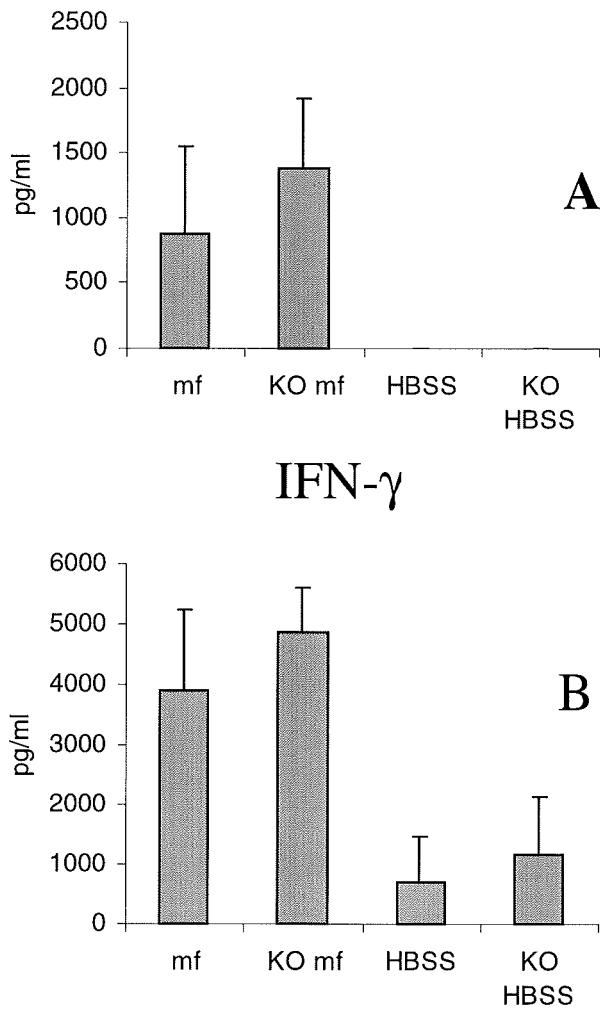 2500
2000
1500
1000
500
0
pg/ml
A
mf KO mf HBSS KO HBSS
IFN-γ
6000
5000
4000
3000
2000
1000
0
pg/ml
B
mf KO mf HBSS KO HBSS